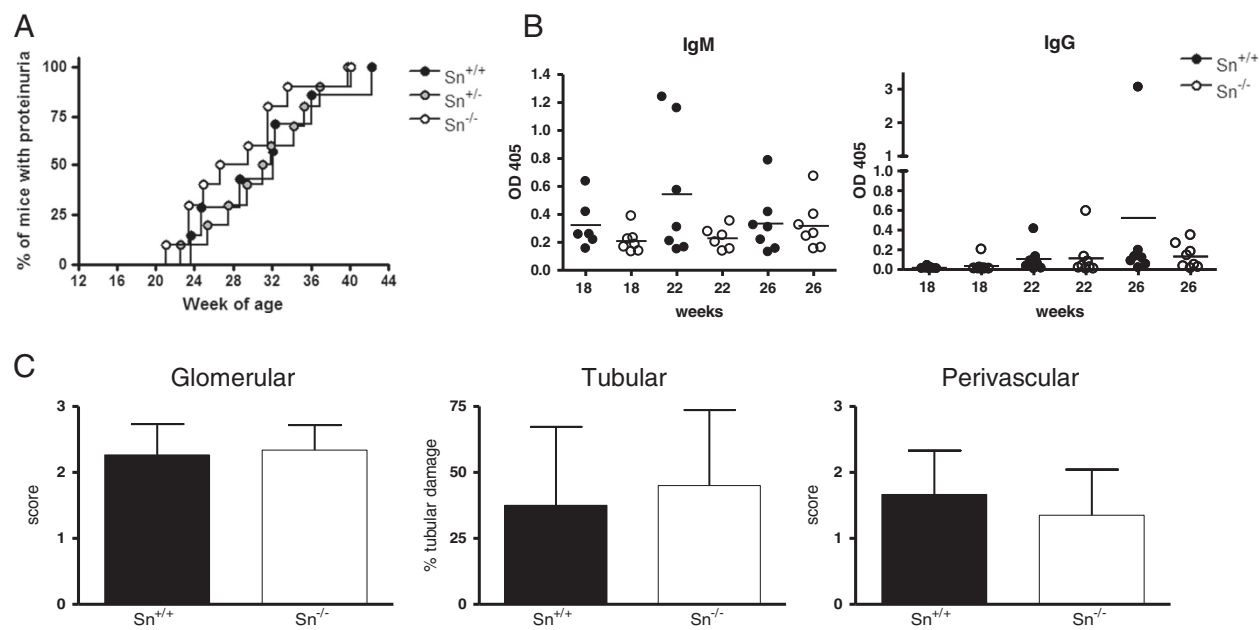 A
% of mice with proteinuria
100
75
50
25
0
12 16 20 24 28 32 36 40 44
Week of age
Sn+/+
Sn+/-
Sn-/-
B
IgM
OD 405
1.4
1.2
1.0
0.8
0.6
0.4
0.2
0.0
18 18 22 22 26 26
weeks
IgG
OD 405
3
2
1
1.0
0.8
0.6
0.4
0.2
0.0
18 18 22 22 26 26
weeks
Sn+/+
Sn-/-
C
Glomerular
score
3
2
1
0
Sn+/+ Sn-/-
Tubular
% tubular damage
75
50
25
0
Sn+/+ Sn-/-
Perivascular
score
3
2
1
0
Sn+/+ Sn-/-